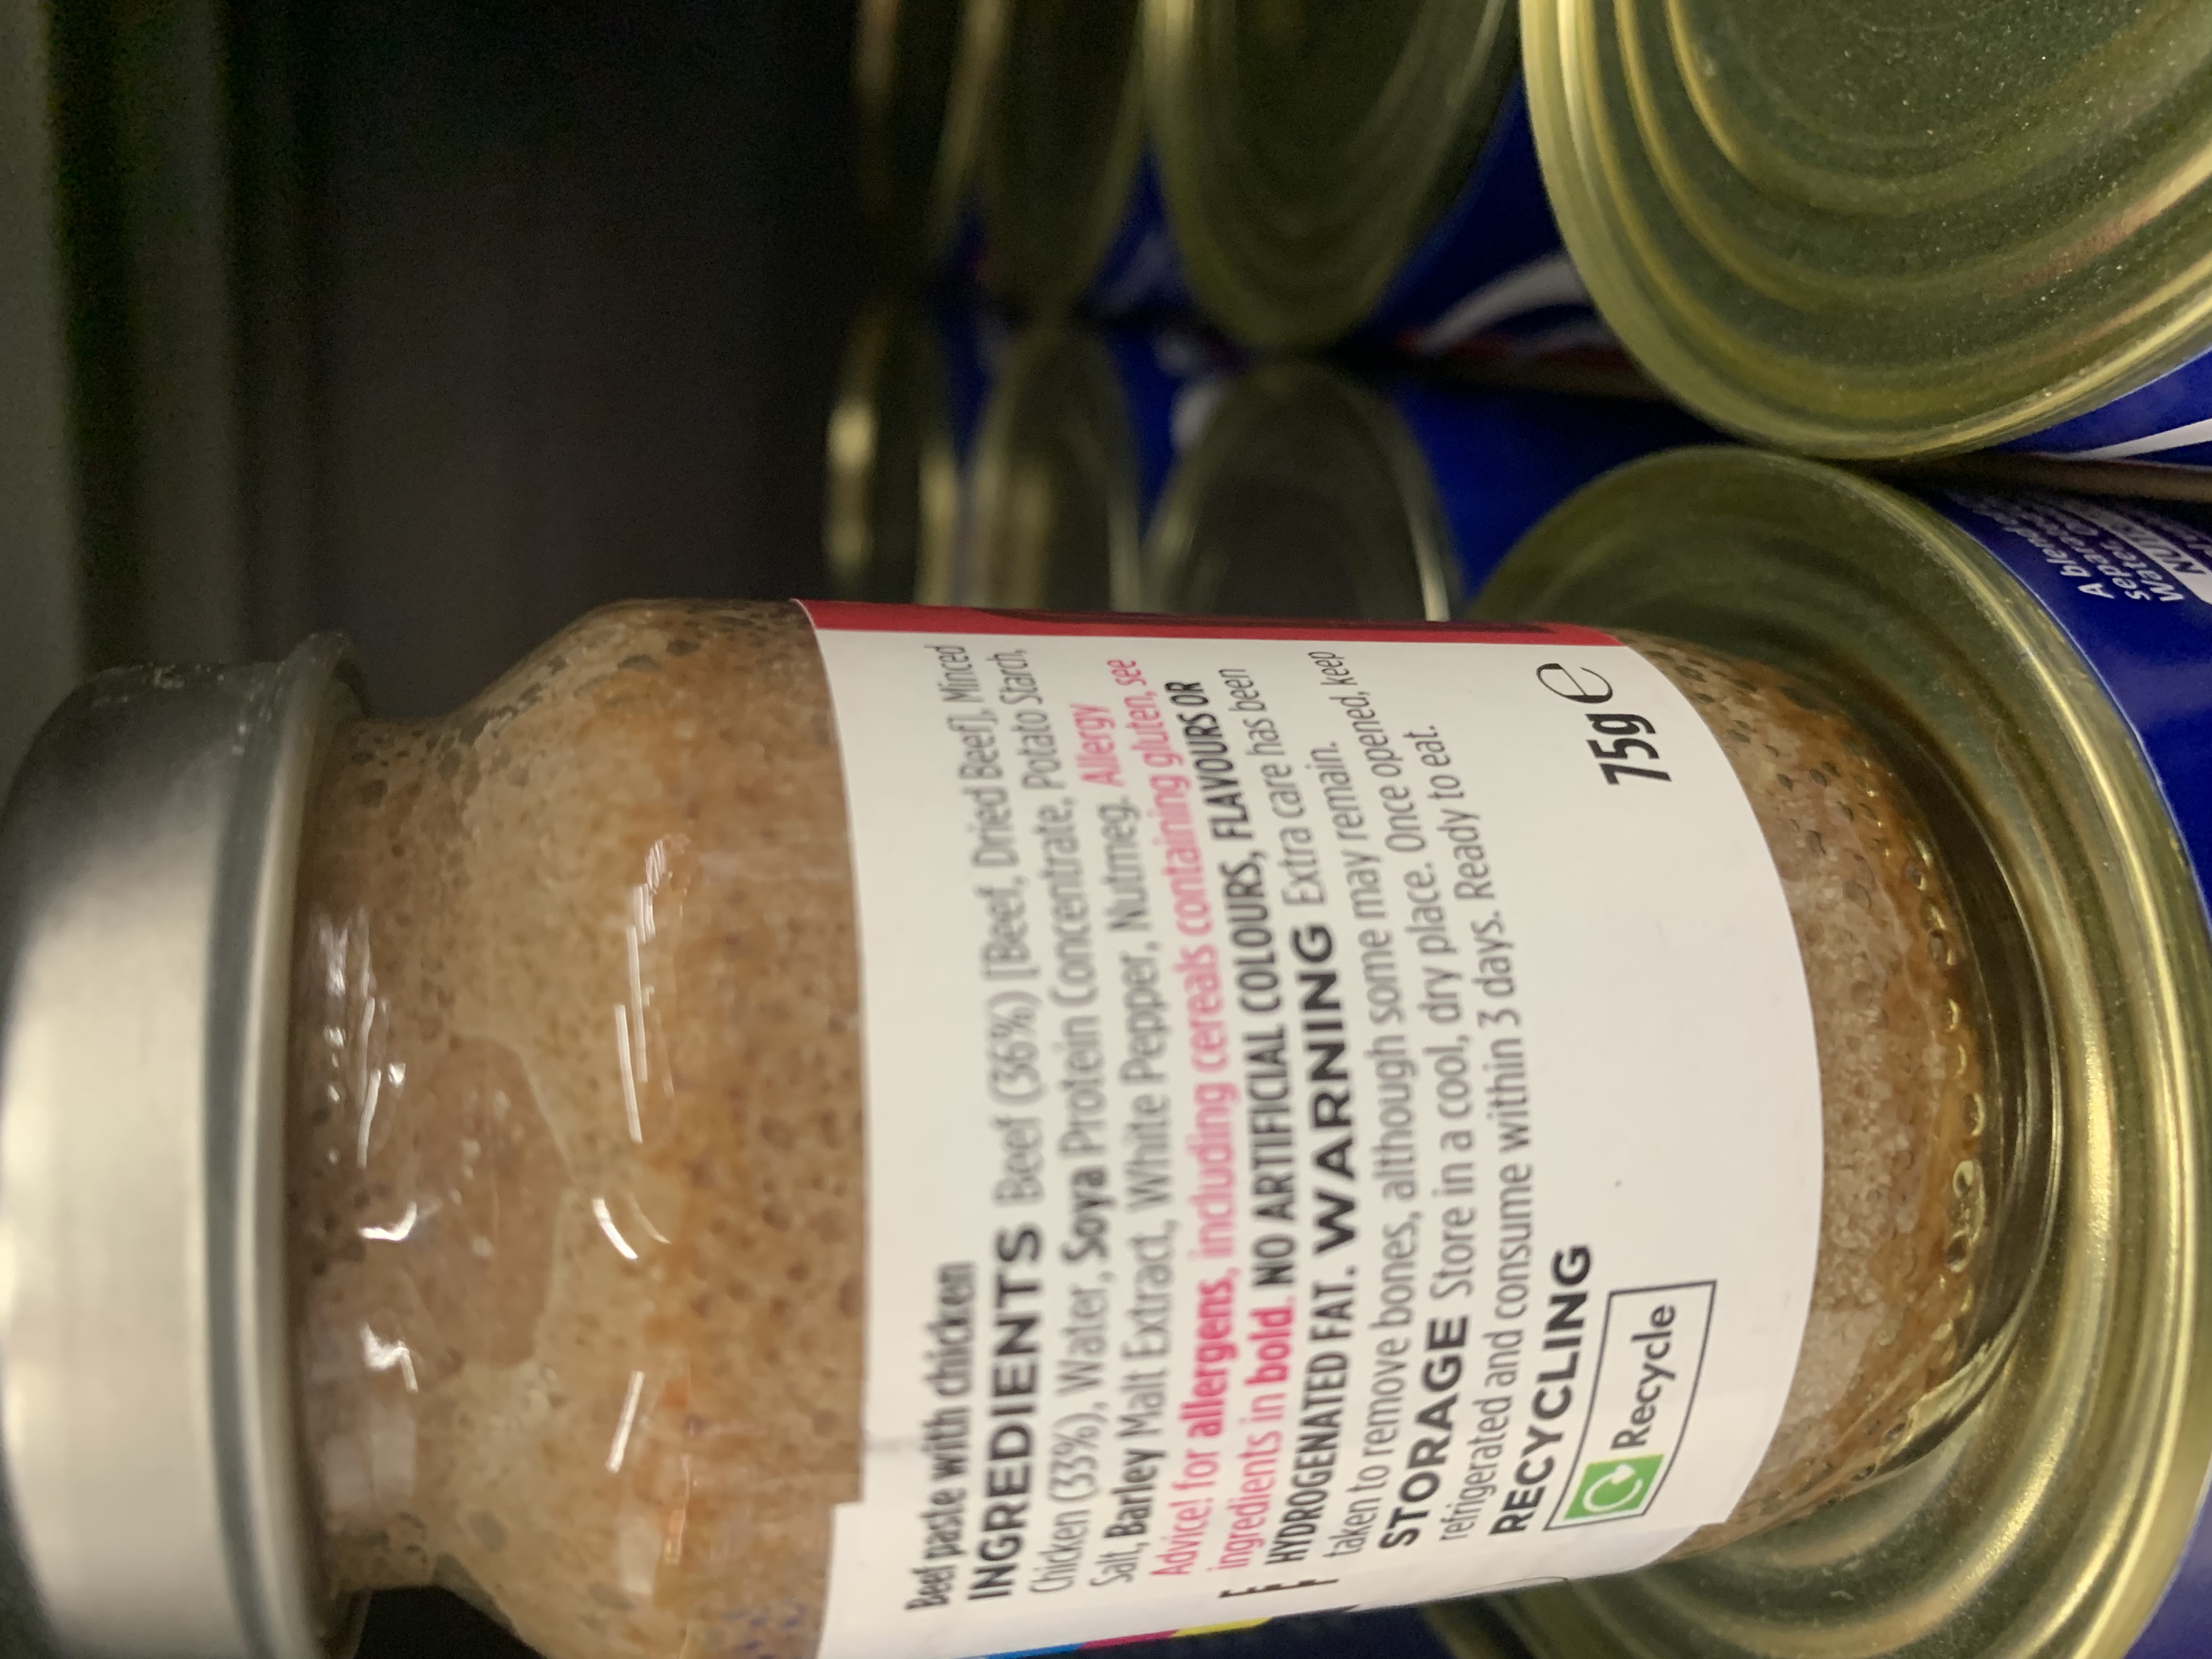 Beef paste with chicken
INGREDIENTS Beef (36%) [Beef, Dried Beef], Minced
Chicken (33%), Water, Soya Protein Concentrate, Potato Starch,
Salt, Barley Malt Extract, White Pepper, Nutmeg. Allergy
Advice! for allergens, including cereals containing gluten, see
ingredients in bold. NO ARTIFICIAL COLOURS, FLAVOURS OR
HYDROGENATED FAT. WARNING Extra care has been
taken to remove bones, although some may remain.
STORAGE Store in a cool, dry place. Once opened, keep
refrigerated and consume within 3 days. Ready to eat.
RECYCLING
Recycle
75g e
A blend
Water,